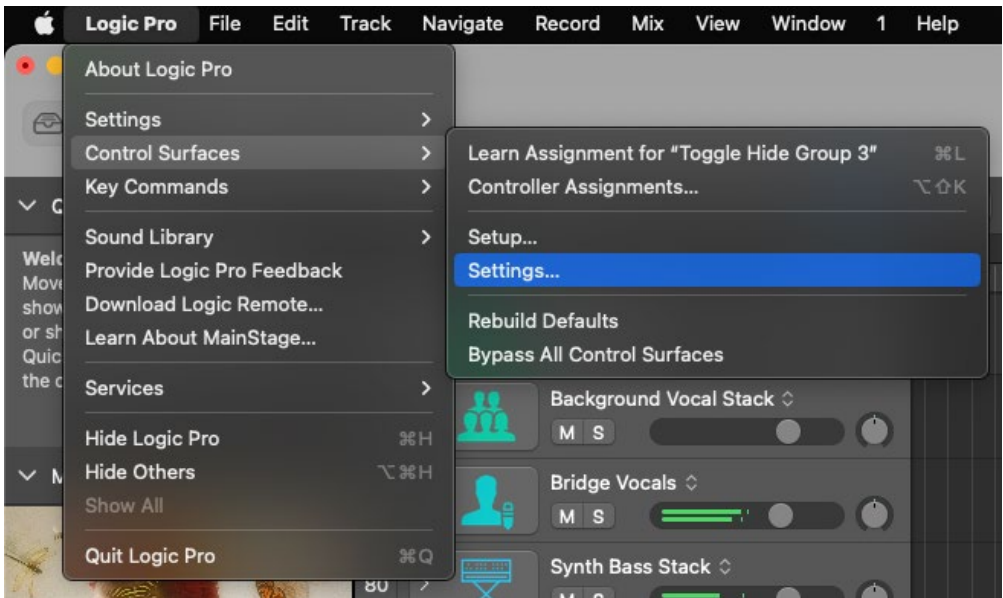 Logic Pro File Edit Track Navigate Record Mix View Window 1 Help
About Logic Pro
Settings
Control Surfaces
Key Commands
Sound Library
Provide Logic Pro Feedback
Download Logic Remote...
Learn About MainStage...
Services
Hide Logic Pro ⌘H
Hide Others ⌥⌘H
Show All
Quit Logic Pro ⌘Q
Learn Assignment for “Toggle Hide Group 3” ⌘L
Controller Assignments... ⌥⇧K
Setup...
Settings...
Rebuild Defaults
Bypass All Control Surfaces
Background Vocal Stack
M S
Bridge Vocals
M S
Synth Bass Stack
M S
80